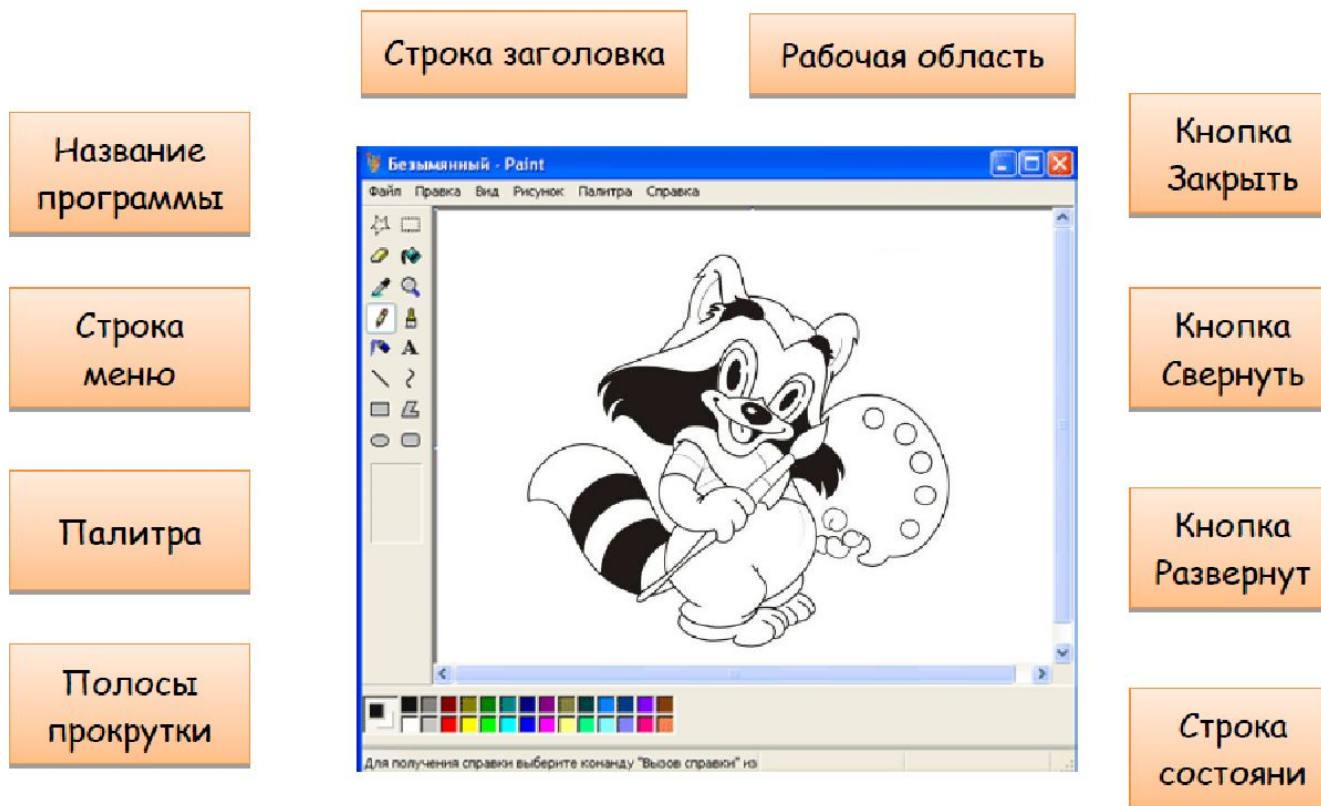 Строка заголовка
Рабочая область
Название
программы
Кнопка
Закрыть
Безымянный - Paint
Файл Правка Вид Рисунок Палитра Справка
A
Строка
меню
Кнопка
Свернуть
Палитра
Кнопка
Развернут
Полосы
прокрутки
Строка
состояни
Для получения справки выберите команду "Вызов справки" из